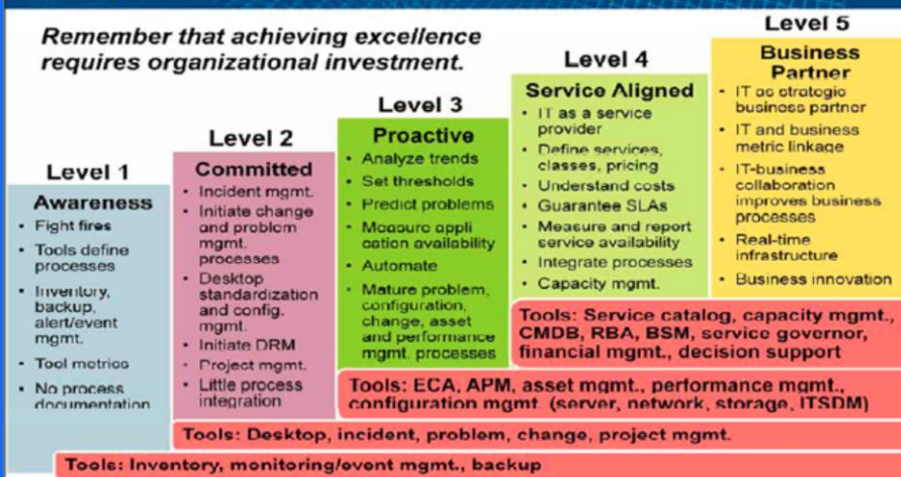 Remember that achieving excellence
requires organizational investment.
Level 1
Awareness
• Fight fires
• Tools define
processes
• Inventory,
backup,
alert/event
mgmt.
• Tool metrics
• No process
documentation
Level 2
Committed
• Incident mgmt.
• Initiate change
and problem
mgmt.
processes
• Desktop
standardization
and config.
mgmt.
• Initiate DRM
• Project mgmt.
• Little process
integration
Level 3
Proactive
• Analyze trends
• Set thresholds
• Predict problems
• Measure appli
cation availability
• Automate
• Mature problem,
configuration,
change, asset
and performance
mgmt. processes
Level 4
Service Aligned
• IT as a service
provider
• Define services,
classes, pricing
• Understand costs
• Guarantee SLAs
• Measure and report
service availability
• Integrate processes
• Capacity mgmt.
Level 5
Business
Partner
• IT as strategic
business partner
• IT and business
metric linkage
• IT-business
collaboration
improves business
processes
• Real-time
infrastructure
• Business innovation
Tools: Service catalog, capacity mgmt.,
CMDB, RBA, BSM, service governor,
financial mgmt., decision support
Tools: ECA, APM, asset mgmt., performance mgmt.,
configuration mgmt. (server, network, storage, ITSDM)
Tools: Desktop, incident, problem, change, project mgmt.
Tools: Inventory, monitoring/event mgmt., backup